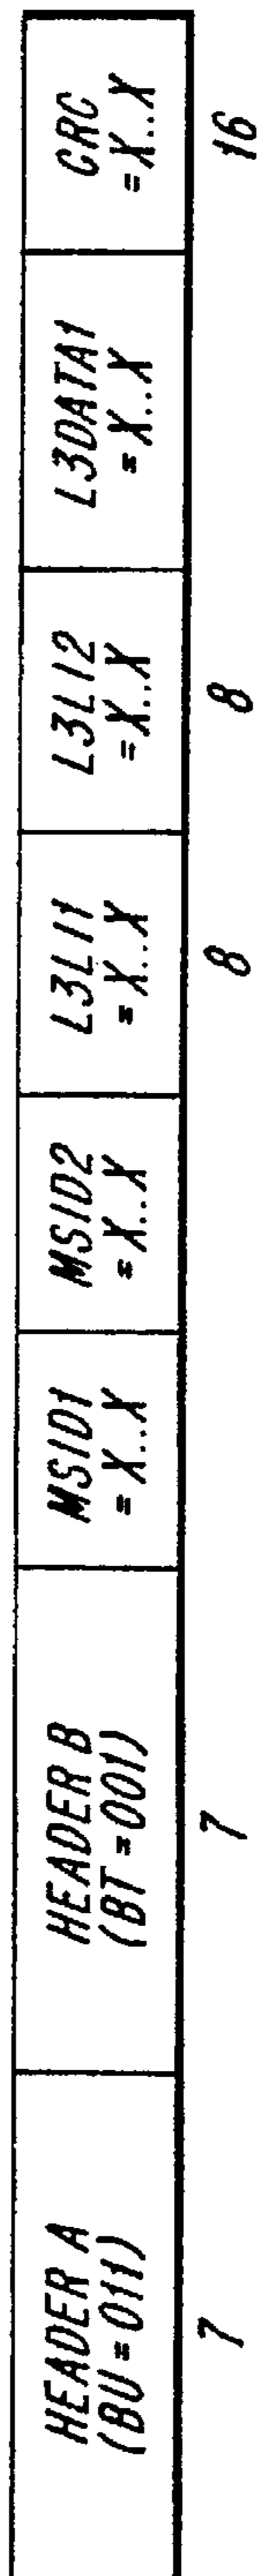 HEADER A
(BU=011)
7
HEADER B
(BT=001)
7
MSID1
=X..X
MSID2
=X..X
L3LI1
=X..X
8
L3LI2
=X..X
8
L3DATA1
=X..X
CRC
=X..X
16